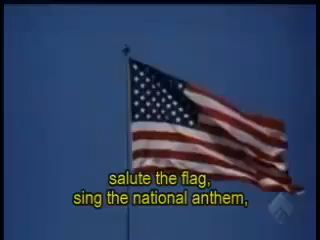 salute the flag,
sing the national anthem,